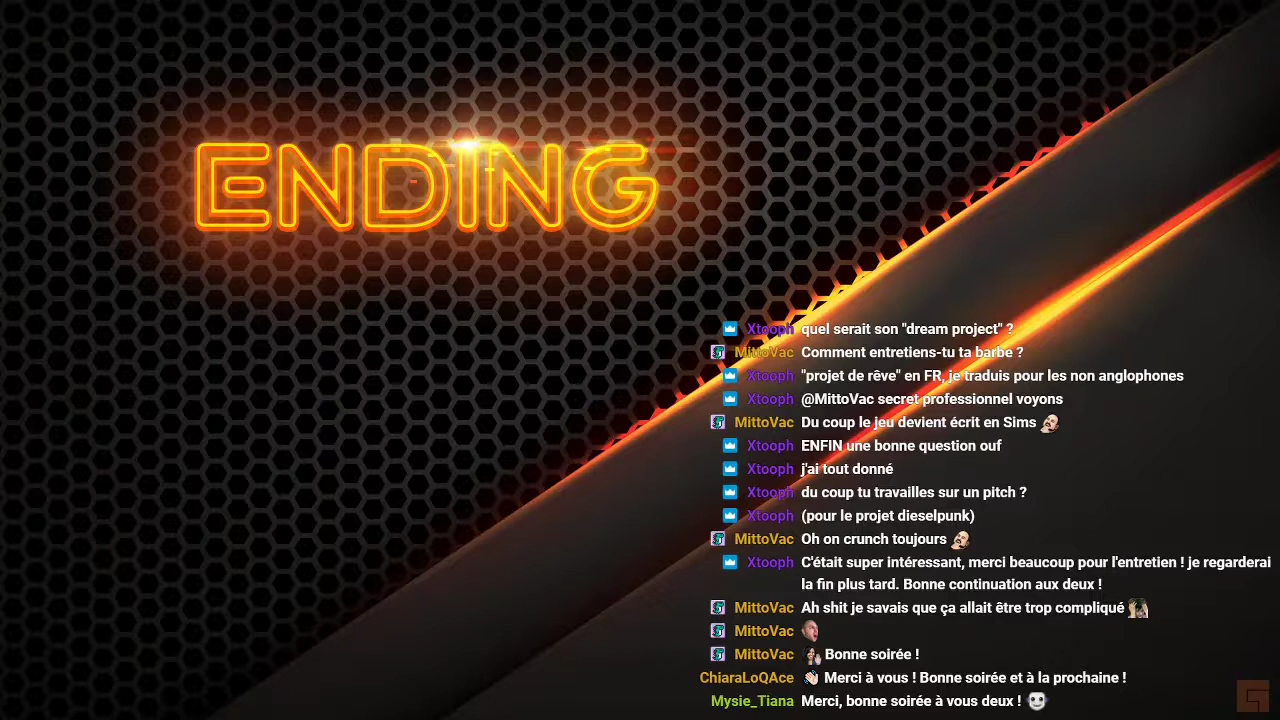 ENDING
Xtooph quel serait son "dream project" ?
MittoVac Comment entretiens-tu ta barbe ?
Xtooph "projet de rêve" en FR, je traduis pour les non anglophones
Xtooph @MittoVac secret professionnel voyons
MittoVac Du coup le jeu devient écrit en Sims
Xtooph ENFIN une bonne question ouf
Xtooph j'ai tout donné
Xtooph du coup tu travailles sur un pitch ?
Xtooph (pour le projet dieselpunk)
MittoVac Oh on crunch toujours
Xtooph C'était super intéressant, merci beaucoup pour l'entretien ! je regarderai
la fin plus tard. Bonne continuation aux deux !
MittoVac Ah shit je savais que ça allait être trop compliqué
MittoVac
MittoVac Bonne soirée !
ChiaraLoQAce Merci à vous ! Bonne soirée et à la prochaine !
Mysie_Tiana Merci, bonne soirée à vous deux !